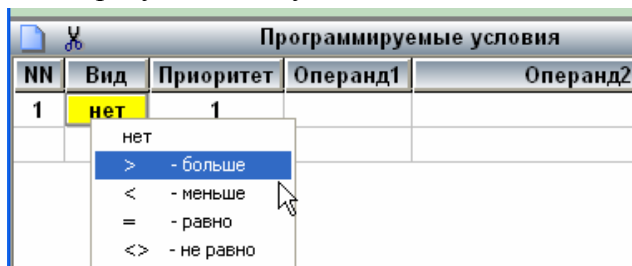 Программируемые условия
NN Вид Приоритет Операнд1 Операнд2
1 нет 1
нет
> - больше
< - меньше
= - равно
<> - не равно